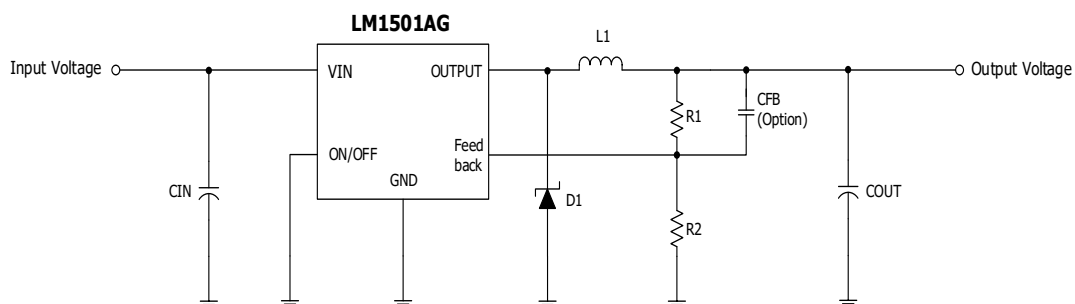 LM1501AG
L1
Input Voltage
VIN
OUTPUT
Output Voltage
R1
CFB
(Option)
ON/OFF
Feed
back
GND
CIN
D1
R2
COUT